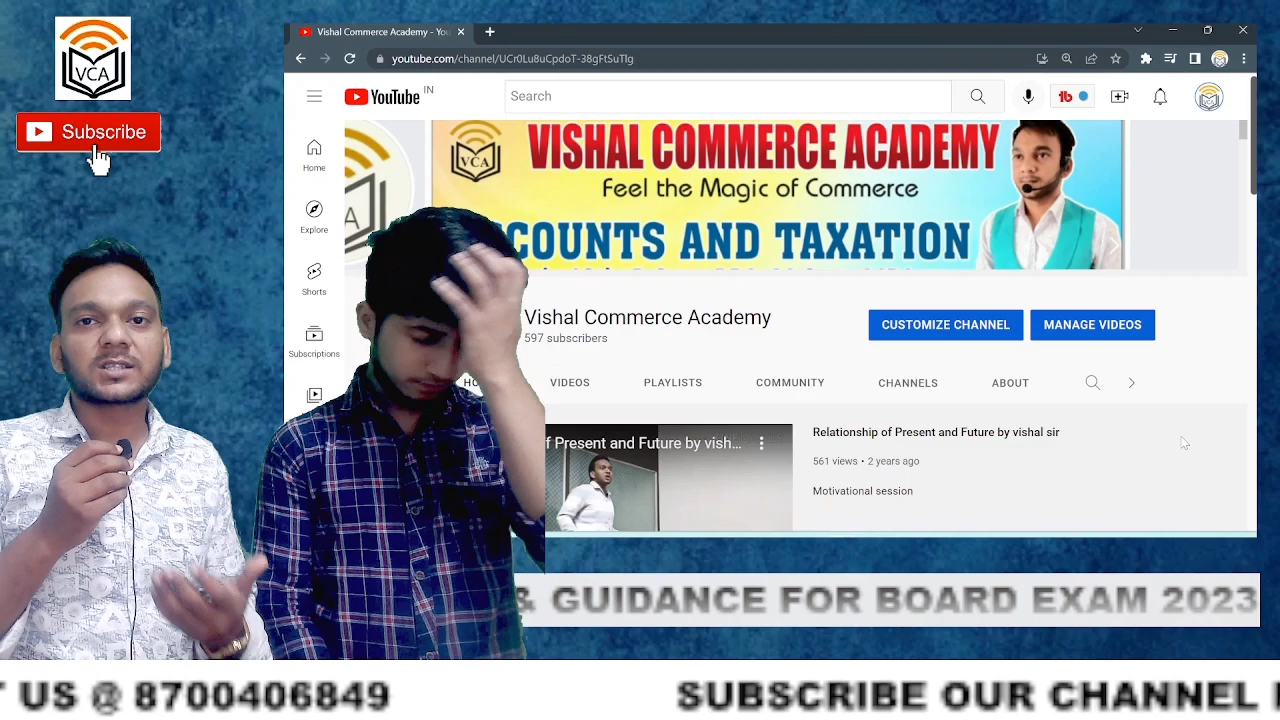 VCA
Subscribe
Vishal Commerce Academy - You
youtube.com/channel/UCr0Lu8uCpdoT-38gFtSuTlg
YouTube IN
Search
Home
Explore
Shorts
Subscriptions
VCA
VISHAL COMMERCE ACADEMY
Feel the Magic of Commerce
COUNTS AND TAXATION
Vishal Commerce Academy
597 subscribers
CUSTOMIZE CHANNEL
MANAGE VIDEOS
HO
VIDEOS
PLAYLISTS
COMMUNITY
CHANNELS
ABOUT
of Present and Future by vish...
Relationship of Present and Future by vishal sir
561 views • 2 years ago
Motivational session
& GUIDANCE FOR BOARD EXAM 2023
T US @ 8700406849
SUBSCRIBE OUR CHANNEL